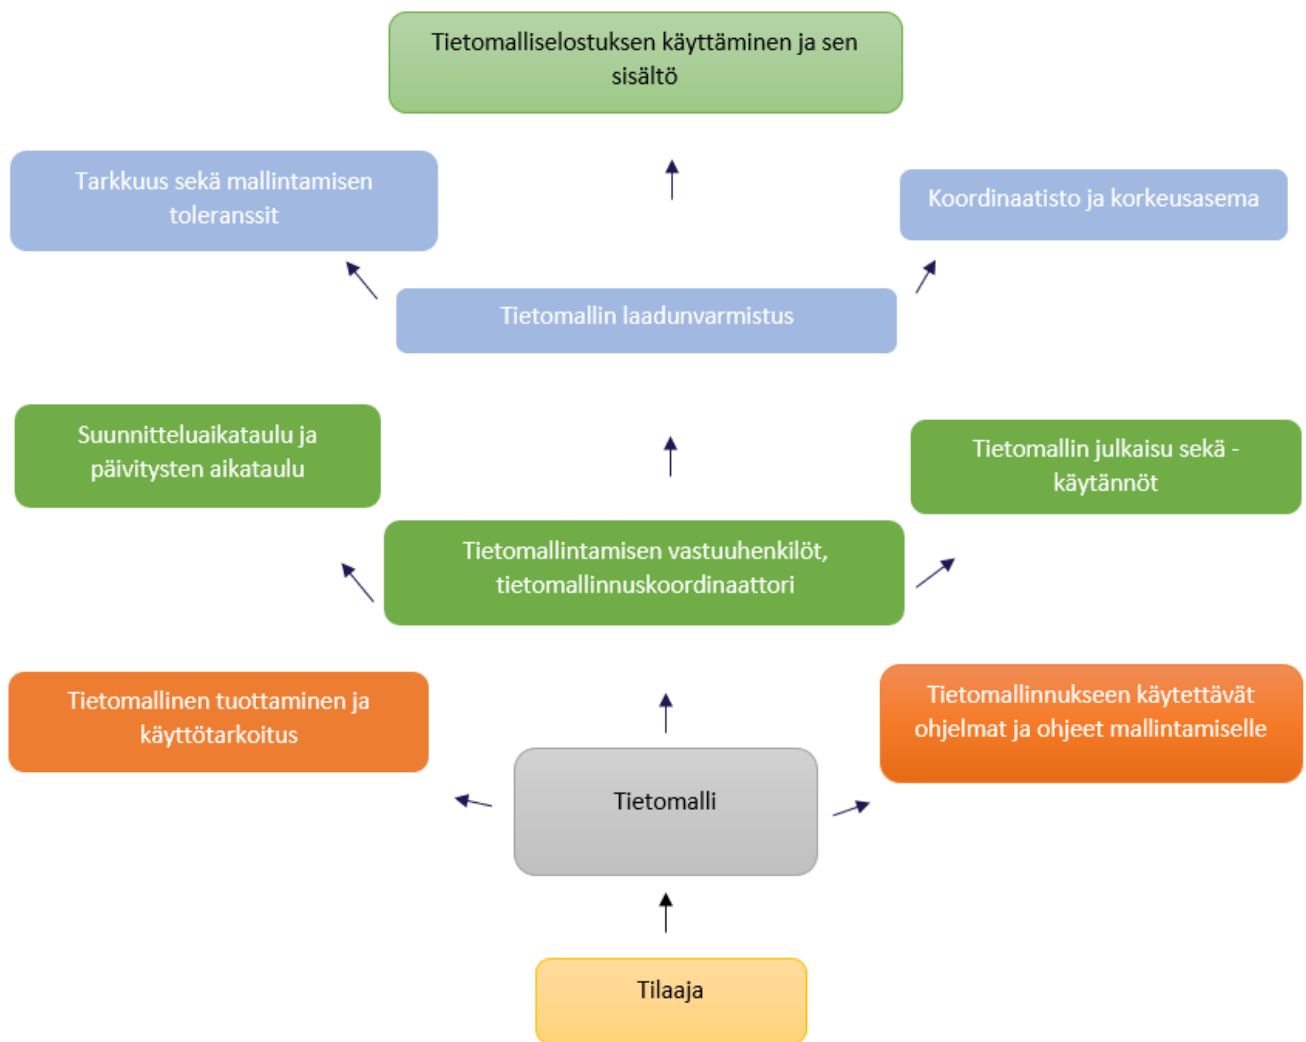 Tietomalliselostuksen käyttäminen ja sen
sisältö
Tarkkuus sekä mallintamisen
toleranssit
Koordinaatisto ja korkeusasema
Tietomallin laadunvarmistus
Suunnitteluaikataulu ja
päivitysten aikataulu
Tietomallin julkaisu sekä -
käytännöt
Tietomallintamisen vastuuhenkilöt,
tietomallinnuskoordinaattori
Tietomallinen tuottaminen ja
käyttötarkoitus
Tietomallinnukseen käytettävät
ohjelmat ja ohjeet mallintamiselle
Tietomalli
Tilaaja